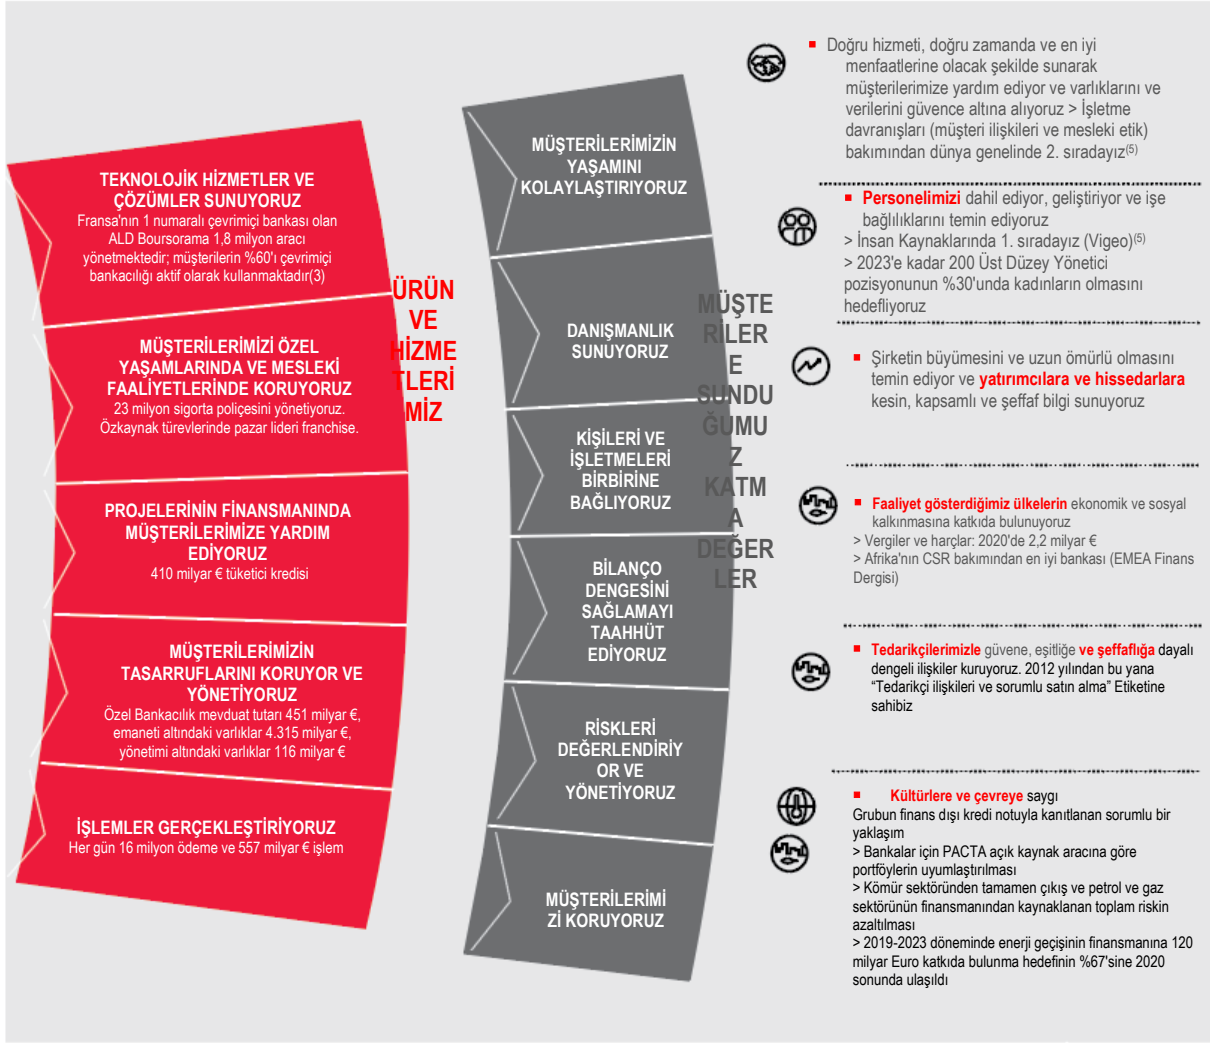 TEKNOLOJİK HİZMETLER VE
ÇÖZÜMLER SUNUYORUZ
Fransa'nın 1 numaralı çevrimiçi bankası olan
ALD Boursorama 1,8 milyon aracı
yönetmektedir; müşterilerin %60'ı çevrimiçi
bankacılığı aktif olarak kullanmaktadır(3)
MÜŞTERİLERİMİZİ ÖZEL
YAŞAMLARINDA VE MESLEKİ
FAALİYETLERİNDE KORUYORUZ
23 milyon sigorta poliçesini yönetiyoruz.
Özkaynak türevlerinde pazar lideri franchise.
PROJELERİNİN FİNANSMANINDA
MÜŞTERİLERİMİZE YARDIM
EDİYORUZ
410 milyar € tüketici kredisi
MÜŞTERİLERİMİZİN
TASARRUFLARINI KORUYOR VE
YÖNETİYORUZ
Özel Bankacılık mevduat tutarı 451 milyar €,
emaneti altındaki varlıklar 4.315 milyar €,
yönetimi altındaki varlıklar 116 milyar €
İŞLEMLER GERÇEKLEŞTİRİYORUZ
Her gün 16 milyon ödeme ve 557 milyar € işlem
ÜRÜN
VE
HİZME
TLERİ
MİZ
MÜŞTERİLERİMİZİN
YAŞAMINI
KOLAYLAŞTIRIYORUZ
DANIŞMANLIK
SUNUYORUZ
KİŞİLERİ VE
İŞLETMELERİ
BİRBİRİNE
BAĞLIYORUZ
BİLANÇO
DENGESİNİ
SAĞLAMAYI
TAAHHÜT
EDİYORUZ
RİSKLERİ
DEĞERLENDİRİY
OR VE
YÖNETİYORUZ
MÜŞTERİLERİMİ
Zİ KORUYORUZ
MÜŞTE
RİLER
E
SUNDU
ĞUMU
Z
KATM
A
DEĞER
LER
▪ Doğru hizmeti, doğru zamanda ve en iyi
menfaatlerine olacak şekilde sunarak
müşterilerimize yardım ediyor ve varlıklarını ve
verilerini güvence altına alıyoruz > İşletme
davranışları (müşteri ilişkileri ve mesleki etik)
bakımından dünya genelinde 2. sıradayız(5)
▪ Personelimizi dahil ediyor, geliştiriyor ve işe
bağlılıklarını temin ediyoruz
> İnsan Kaynaklarında 1. sıradayız (Vigeo)(5)
> 2023'e kadar 200 Üst Düzey Yönetici
pozisyonunun %30'unda kadınların olmasını
hedefliyoruz
▪ Şirketin büyümesini ve uzun ömürlü olmasını
temin ediyor ve yatırımcılara ve hissedarlara
kesin, kapsamlı ve şeffaf bilgi sunuyoruz
▪ Faaliyet gösterdiğimiz ülkelerin ekonomik ve sosyal
kalkınmasına katkıda bulunuyoruz
> Vergiler ve harçlar: 2020'de 2,2 milyar €
> Afrika'nın CSR bakımından en iyi bankası (EMEA Finans
Dergisi)
▪ Tedarikçilerimizle güvene, eşitliğe ve şeffaflığa dayalı
dengeli ilişkiler kuruyoruz. 2012 yılından bu yana
“Tedarikçi ilişkileri ve sorumlu satın alma” Etiketine
sahibiz
▪ Kültürlere ve çevreye saygı
Grubun finans dışı kredi notuyla kanıtlanan sorumlu bir
yaklaşım
> Bankalar için PACTA açık kaynak aracına göre
portföylerin uyumlaştırılması
> Kömür sektöründen tamamen çıkış ve petrol ve gaz
sektörünün finansmanından kaynaklanan toplam riskin
azaltılması
> 2019-2023 döneminde enerji geçişinin finansmanına 120
milyar Euro katkıda bulunma hedefinin %67'sine 2020
sonunda ulaşıldı